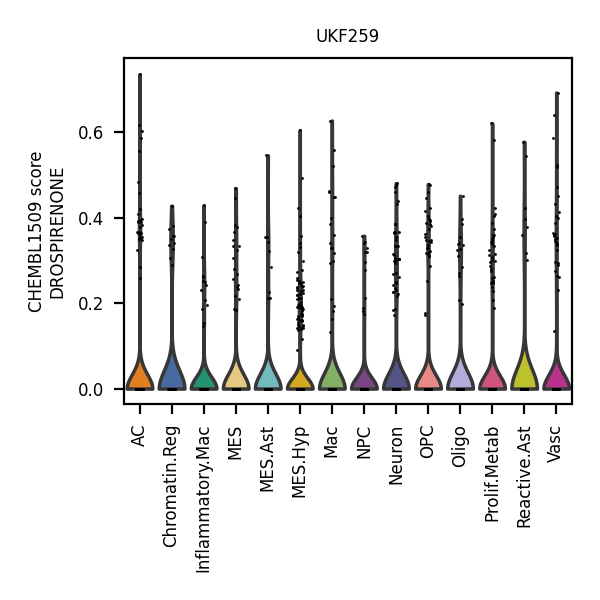 UKF259
CHEMBL1509 score
DROSPIRENONE
0.6
0.4
0.2
0.0
AC
Chromatin.Reg
Inflammatory.Mac
MES
MES.Ast
MES.Hyp
Mac
NPC
Neuron
OPC
Oligo
Prolif.Metab
Reactive.Ast
Vasc